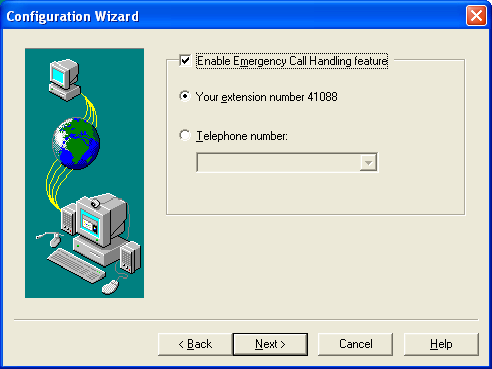 Configuration Wizard
Enable Emergency Call Handling feature
Your extension number 41088
Telephone number:
< Back Next > Cancel Help